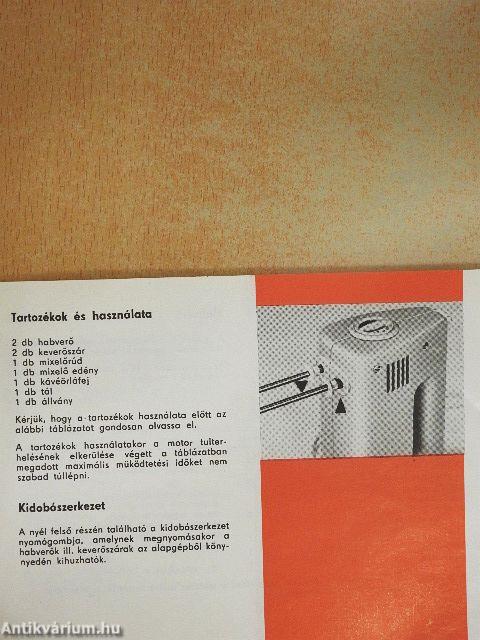 Tartozékok és használata
2 db habverő
2 db keverőszár
1 db mixelőrúd
1 db mixelő edény
1 db kávéőrlőfej
1 db tál
1 db állvány
Kérjük, hogy a tartozékok használata előtt az
alábbi táblázatot gondosan olvassa el.
A tartozékok használatakor a motor tulter-
helésének elkerülése végett a táblázatban
megadott maximális müködtetési időket nem
szabad túllépni.
Kidobószerkezet
A nyél felső részén található a kidobószerkezet
nyomógombja, amelynek megnyomásakor a
habverők ill. keverőszárak az alapgépből köny-
nyedén kihuzhatók.
Antikvárium.hu